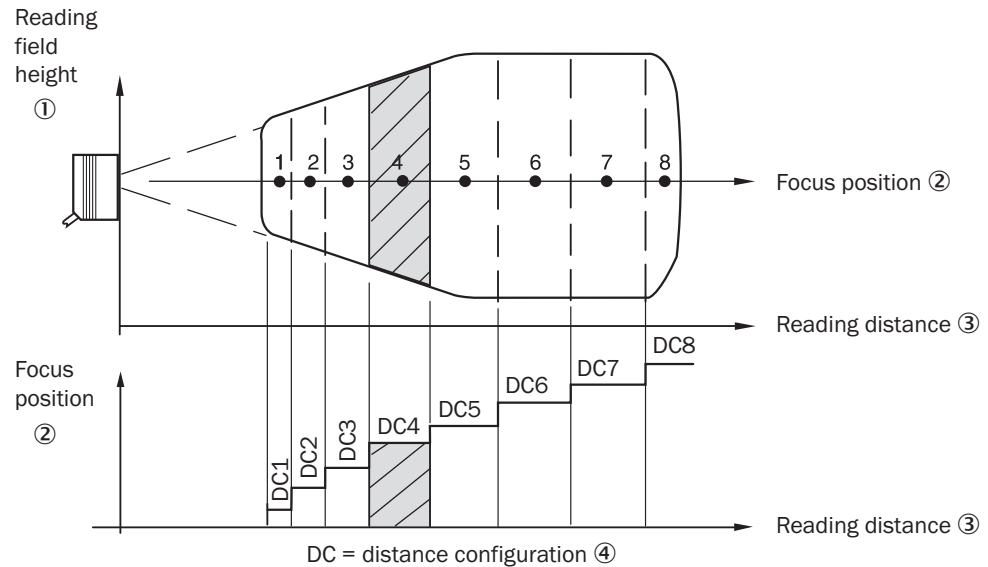 Reading
field
height
①
1 2 3 4 5 6 7 8
Focus position ②
Reading distance ③
Focus
position
②
DC1
DC2
DC3
DC4
DC5
DC6
DC7
DC8
Reading distance ③
DC = distance configuration ④